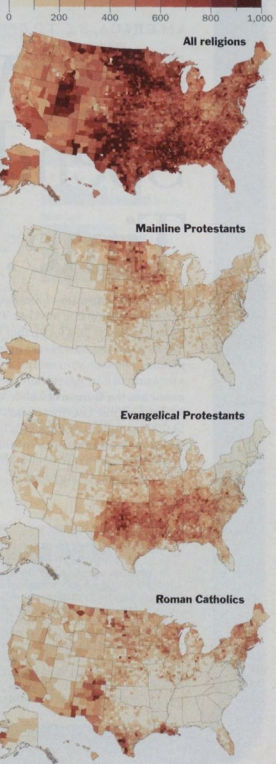 0 200 400 600 800 1,000
All religions
Mainline Protestants
Evangelical Protestants
Roman Catholics